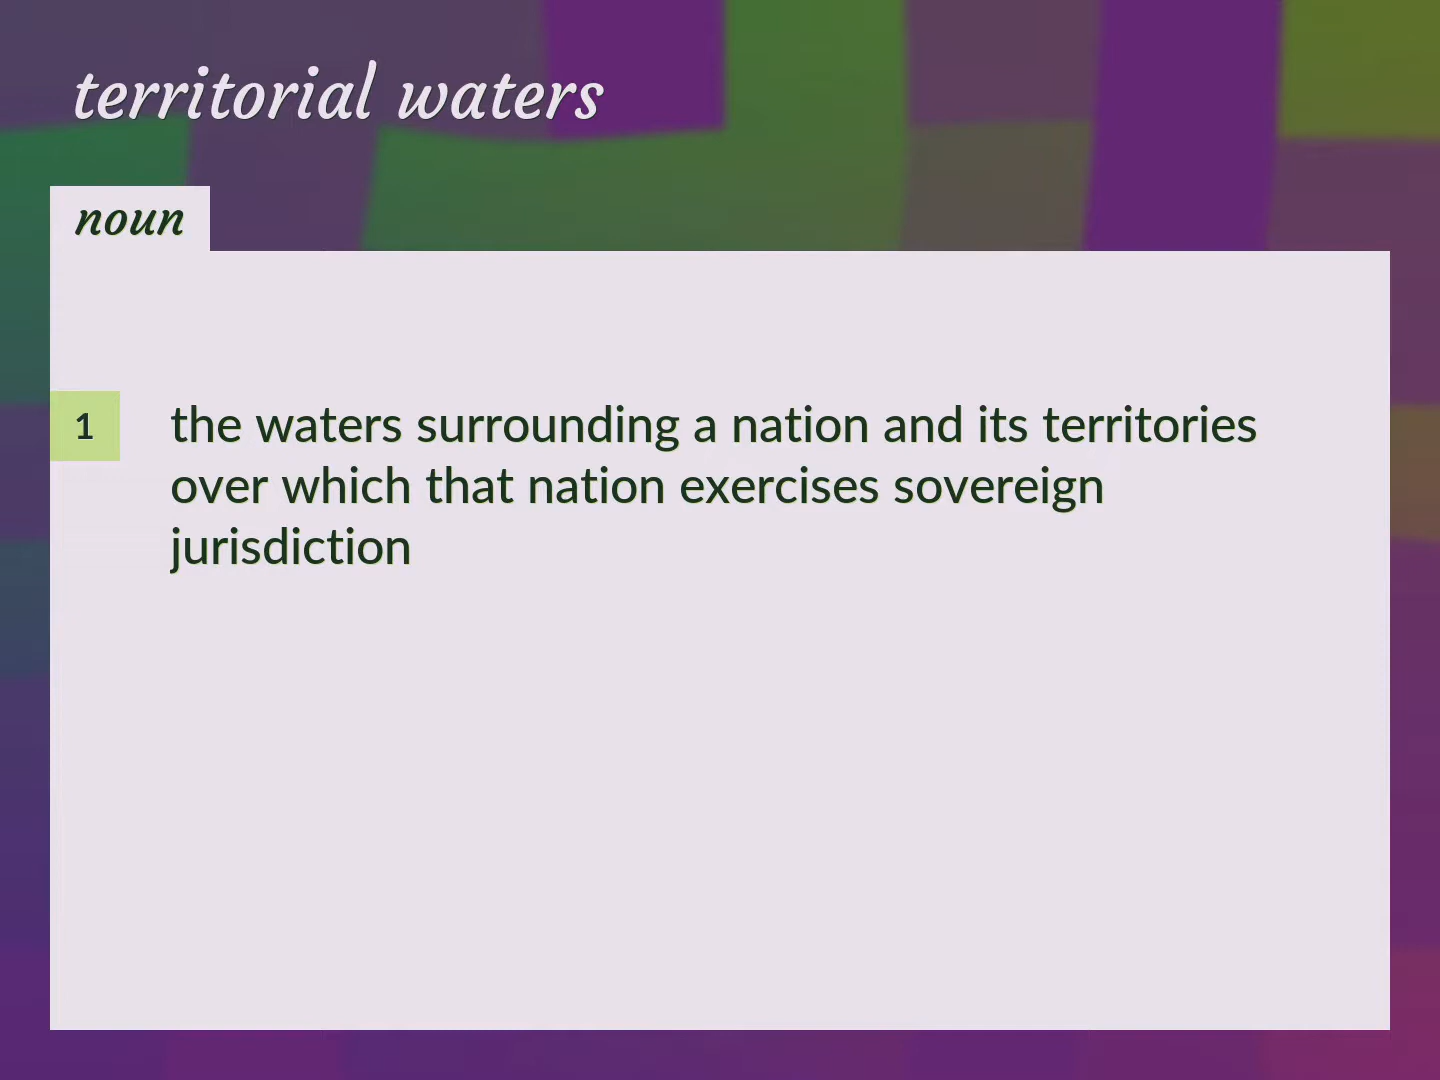 territorial waters
noun
1
the waters surrounding a nation and its territories
over which that nation exercises sovereign
jurisdiction